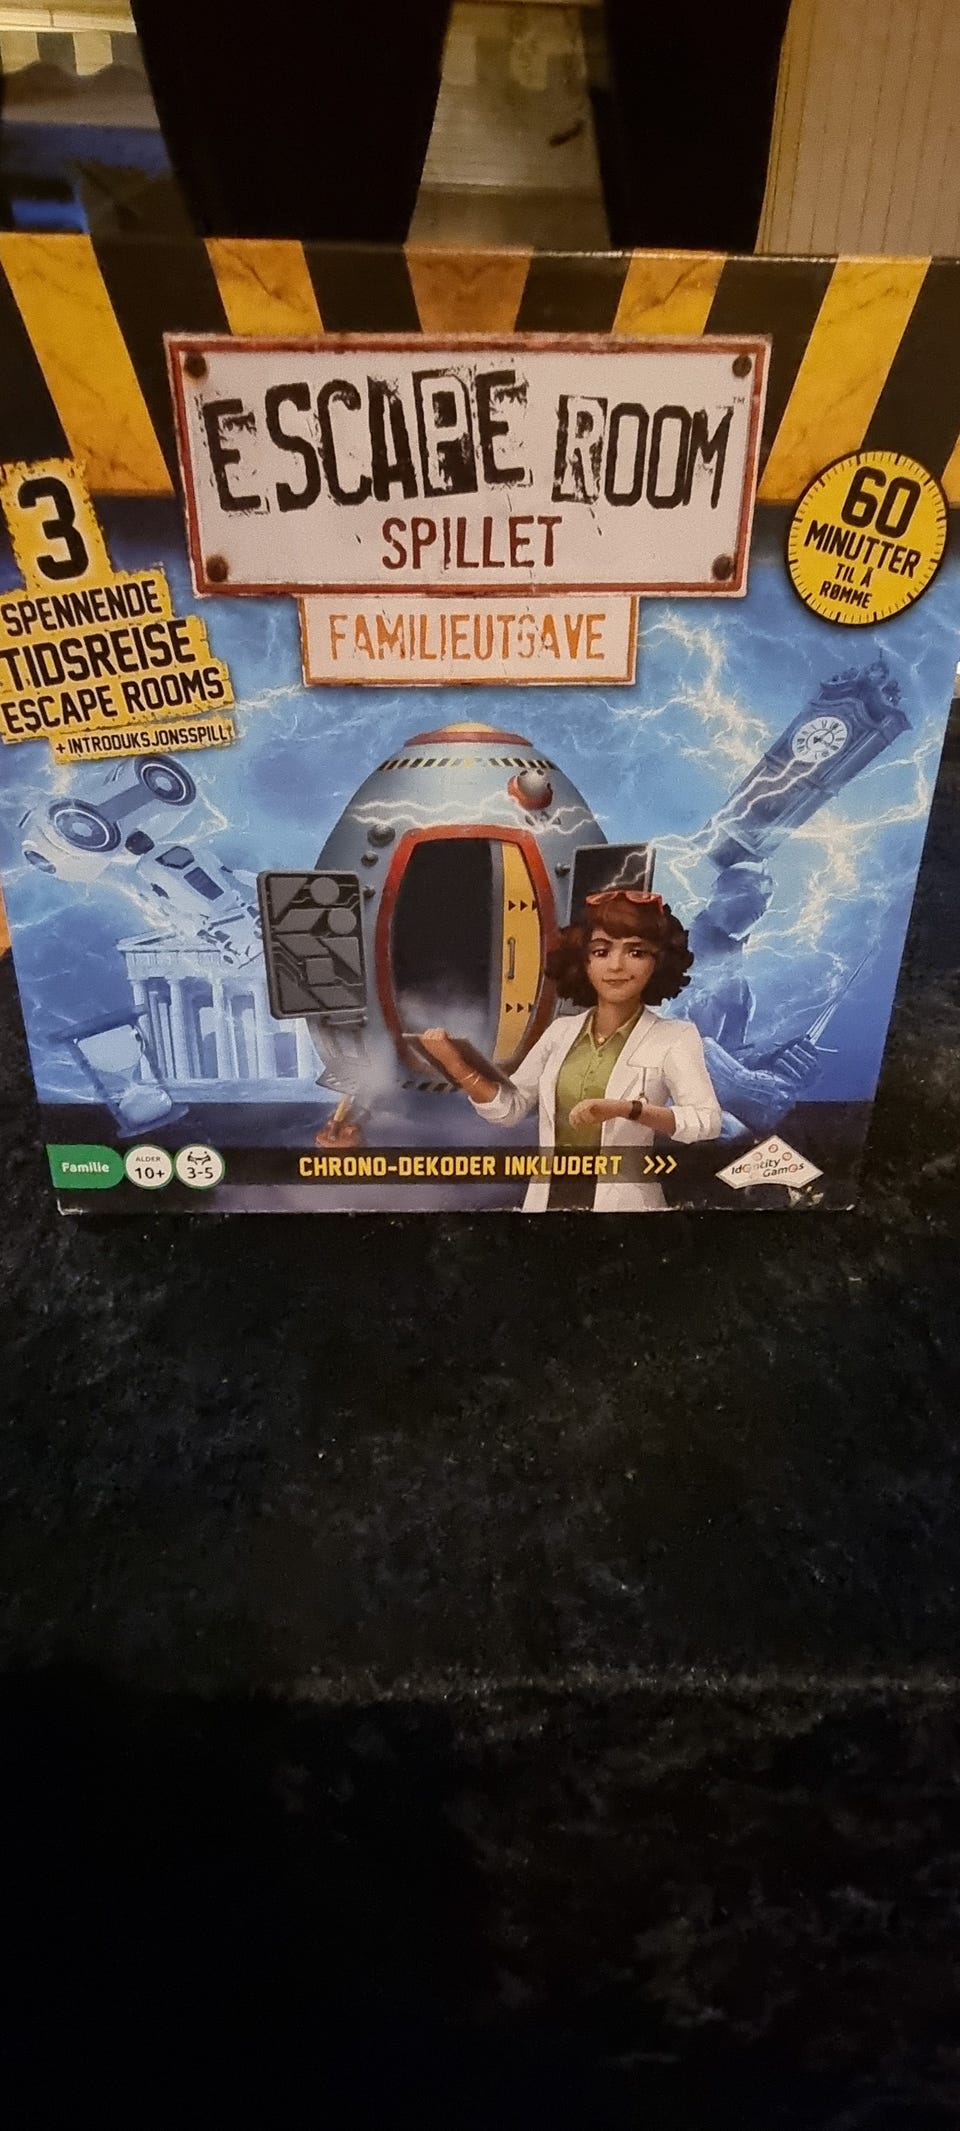 ESCAPE ROOM™
SPILLET
FAMILIEUTGAVE
3
SPENNENDE
TIDSREISE
ESCAPE ROOMS
+ INTRODUKSJONSSPILL
60
MINUTTER
TIL Å
RØMME
Familie
ALDER
10+
3-5
CHRONO-DEKODER INKLUDERT >>>
Identity
Games